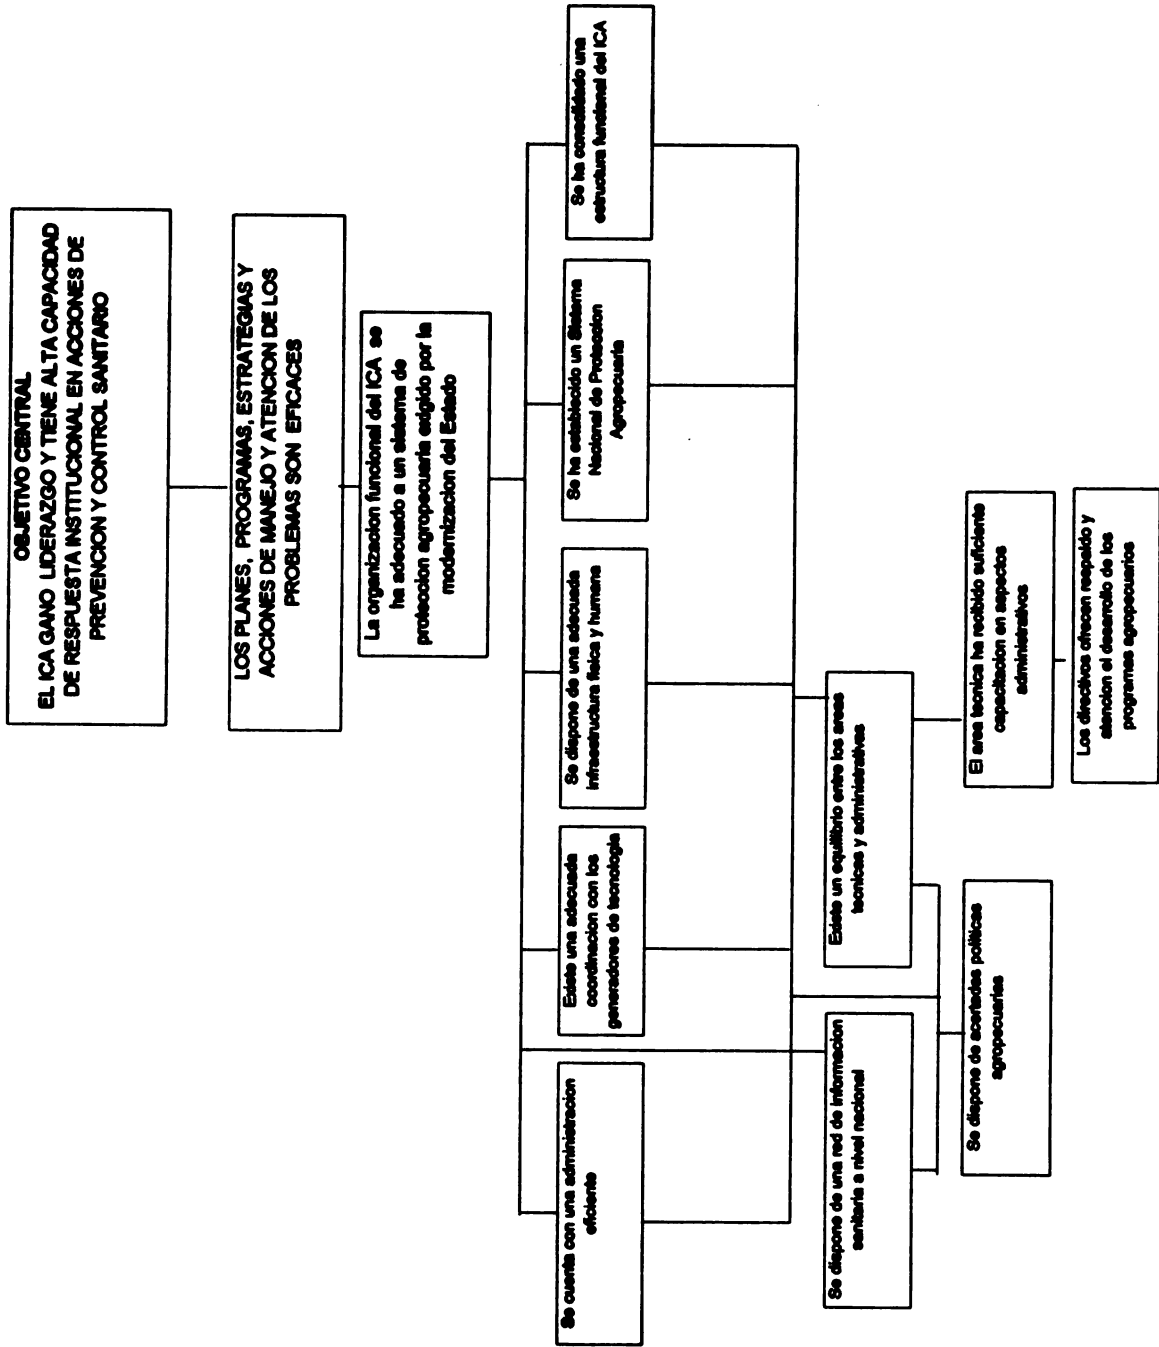 OBJETIVO CENTRAL
EL ICA GANO LIDERAZGO Y TIENE ALTA CAPACIDAD
DE RESPUESTA INSTITUCIONAL EN ACCIONES DE
PREVENCION Y CONTROL SANITARIO
LOS PLANES, PROGRAMAS, ESTRATEGIAS Y
ACCIONES DE MANEJO Y ATENCION DE LOS
PROBLEMAS SON EFICACES
La organizacion funcional del ICA se
ha adecuado a un sistema de
proteccion agropecuaria exigido por la
modernizacion del Estado
Se cuenta con una administracion
eficiente
Existe una adecuada
coordinacion con los
generadores de tecnologia
Se dispone de una adecuada
infraestructura fisica y humana
Se ha establecido un Sistema
Nacional de Proteccion
Agropecuaria
Se ha consolidado una
estructura funcional del ICA
Se dispone de una red de informacion
sanitaria a nivel nacional
Existe un equilibrio entre los areas
tecnicas y administrativas
Se dispone de acertadas políticas
agropecuarias
El area tecnica ha recibido suficiente
capacitacion en aspectos
administrativos
Los directivos ofrecen respaldo y
atencion el desarrollo de los
programas agropecuarios